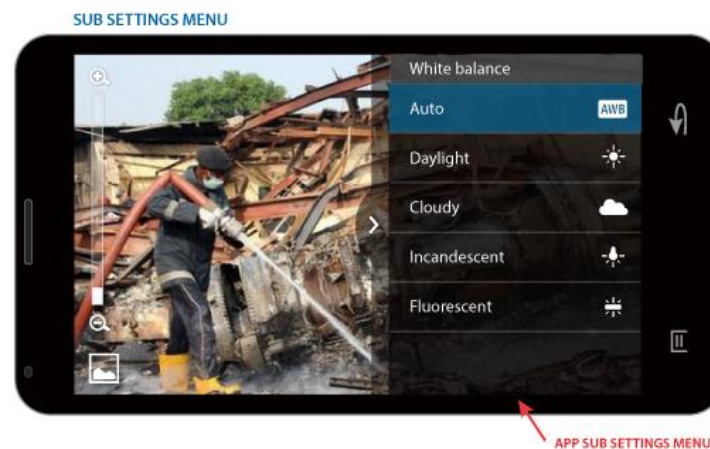 SUB SETTINGS MENU
White balance
Auto
AWB
Daylight
Cloudy
Incandescent
Fluorescent
APP SUB SETTINGS MENU